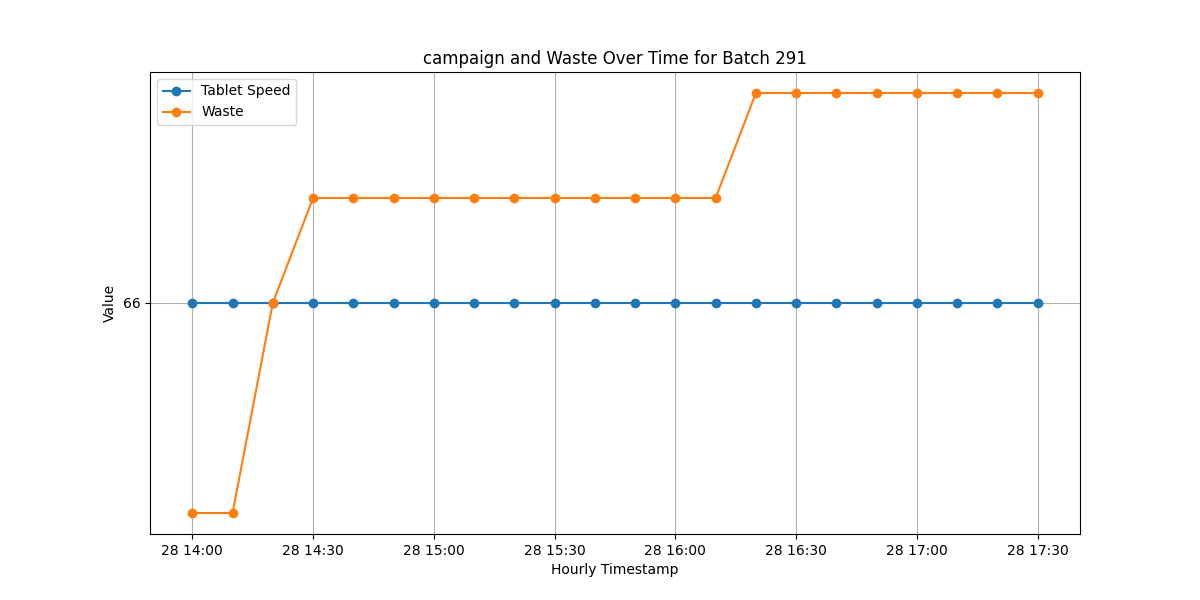 campaign and Waste Over Time for Batch 291
Tablet Speed
Waste
Value
66
28 14:00
28 14:30
28 15:00
28 15:30
28 16:00
28 16:30
28 17:00
28 17:30
Hourly Timestamp